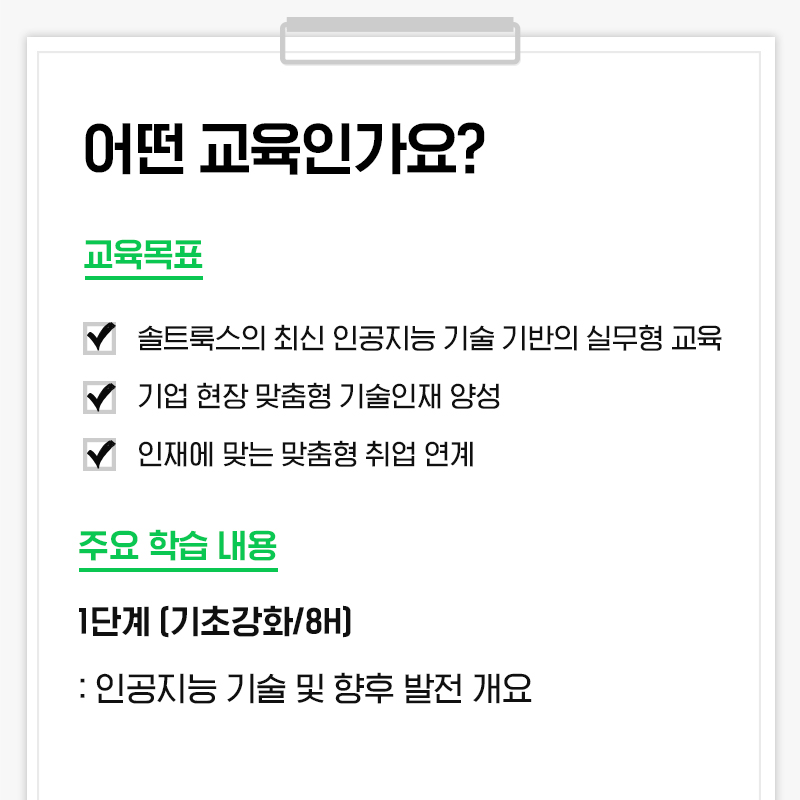 어떤 교육인가요?
교육목표
솔트룩스의 최신 인공지능 기술 기반의 실무형 교육
기업 현장 맞춤형 기술인재 양성
인재에 맞는 맞춤형 취업 연계
주요 학습 내용
1단계 (기초강화/8H)
: 인공지능 기술 및 향후 발전 개요